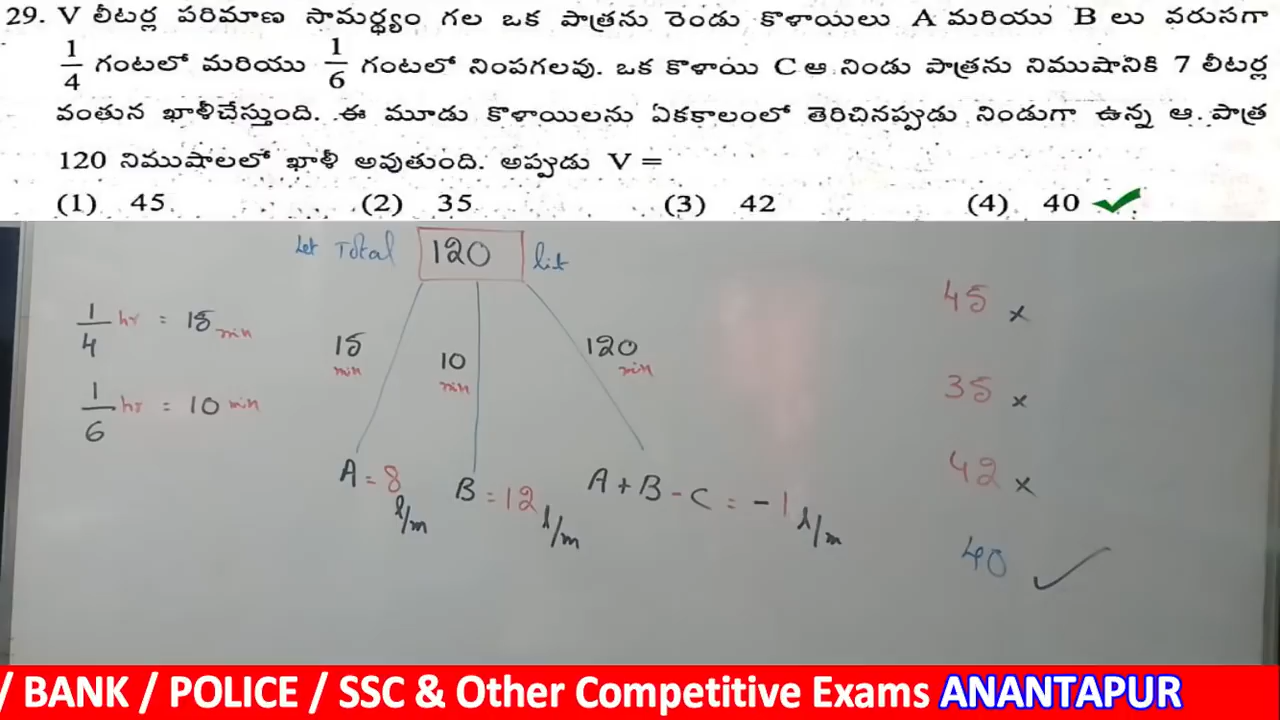 29. V లీటర్ల పరిమాణ సామర్థ్యం గల ఒక పాత్రను రెండు కొళాయిలు A మరియు B లు వరుసగా
1/4 గంటలో మరియు 1/6 గంటలో నింపగలవు. ఒక కొళాయి C ఆ నిండు పాత్రను నిముషానికి 7 లీటర్ల
వంతున ఖాళీచేస్తుంది. ఈ మూడు కొళాయిలను ఏకకాలంలో తెరిచినప్పుడు నిండుగా ఉన్న ఆ పాత్ర
120 నిముషాలలో ఖాళీ అవుతుంది. అప్పుడు V =
(1) 45 (2) 35 (3) 42 (4) 40
Let Total 120 lit
1/4 hr = 15 min
1/6 hr = 10 min
15 min
10 min
120 min
A = 8 l/m
B = 12 l/m
A + B - C = - 1 l/m
45 ×
35 ×
42 ×
40 ✓
/ BANK / POLICE / SSC & Other Competitive Exams ANANTAPUR